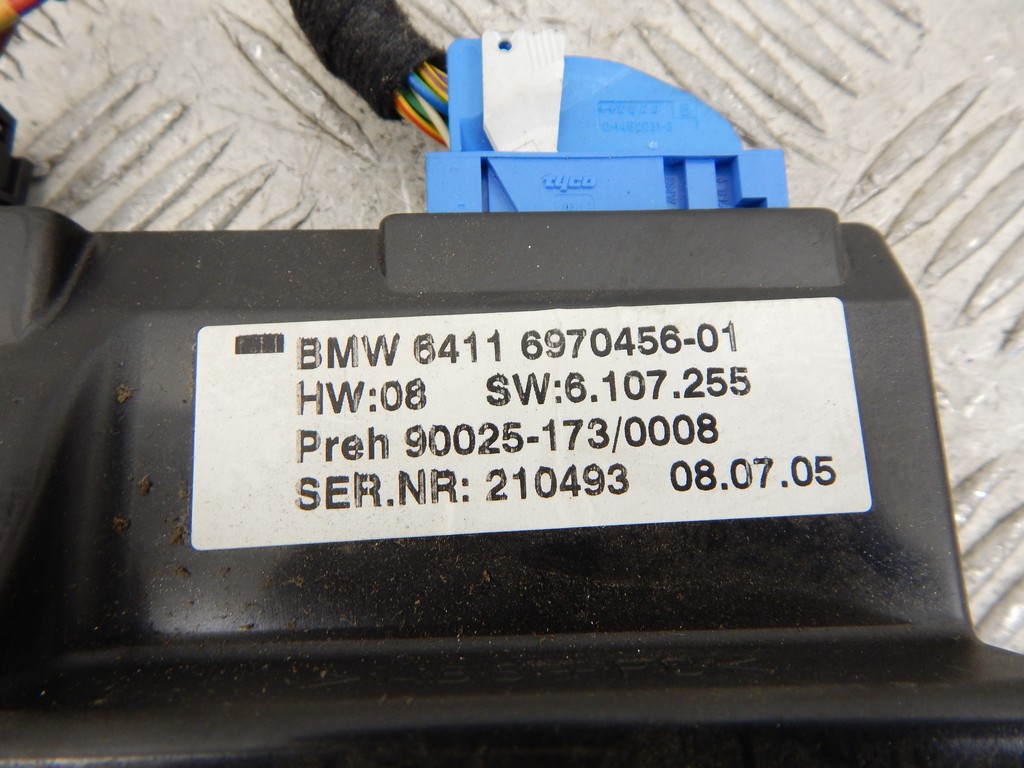 tyco
BMW 6411 6970456-01
HW:08 SW:6.107.255
Preh 90025-173/0008
SER.NR: 210493 08.07.05